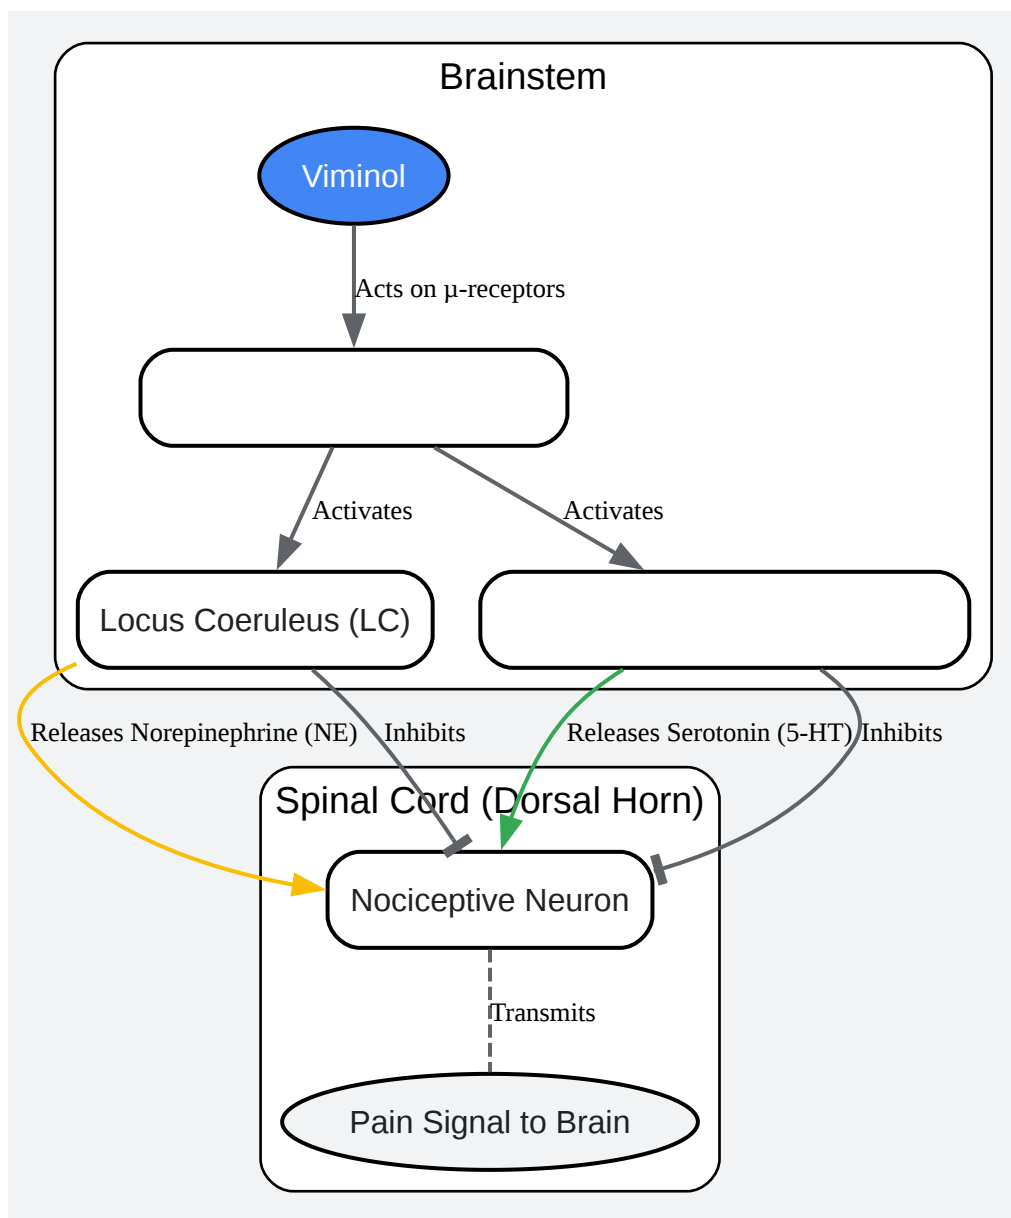 Brainstem
Viminol
Acts on µ-receptors
Activates
Activates
Locus Coeruleus (LC)
Releases Norepinephrine (NE)
Inhibits
Releases Serotonin (5-HT)
Inhibits
Spinal Cord (Dorsal Horn)
Nociceptive Neuron
Transmits
Pain Signal to Brain